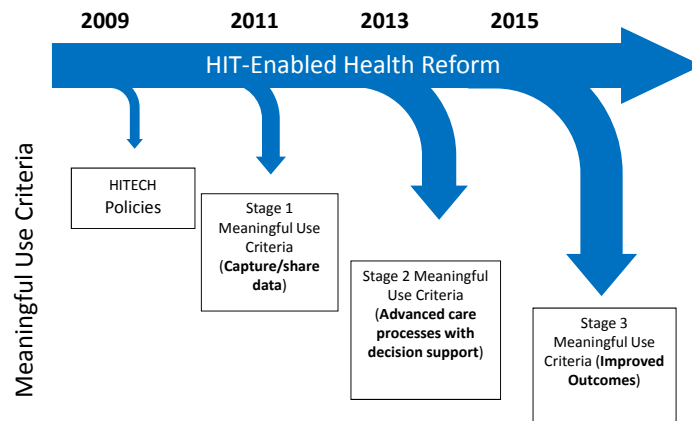 2009 2011 2013 2015
HIT-Enabled Health Reform
Meaningful Use Criteria
HITECH
Policies
Stage 1
Meaningful Use
Criteria
(Capture/share
data)
Stage 2 Meaningful
Use Criteria
(Advanced care
processes with
decision support)
Stage 3
Meaningful Use
Criteria (Improved
Outcomes)